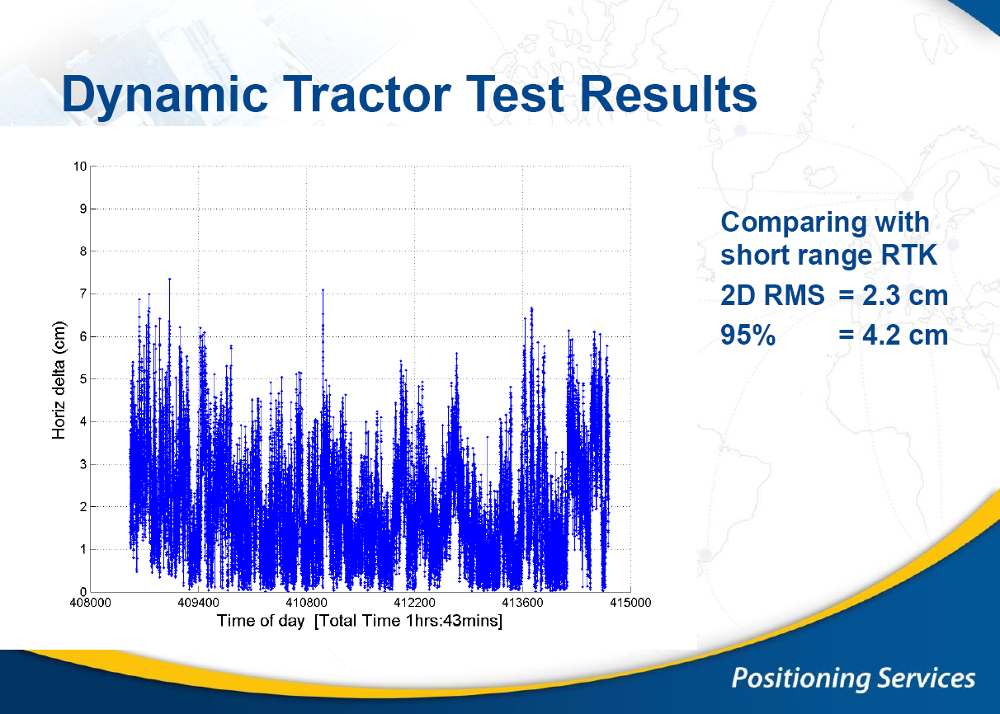 Dynamic Tractor Test Results
10
9
8
7
6
5
4
3
2
1
0
Horiz delta (cm)
408000 409400 410800 412200 413600 415000
Time of day [Total Time 1hrs:43mins]
Comparing with
short range RTK
2D RMS = 2.3 cm
95% = 4.2 cm
Positioning Services